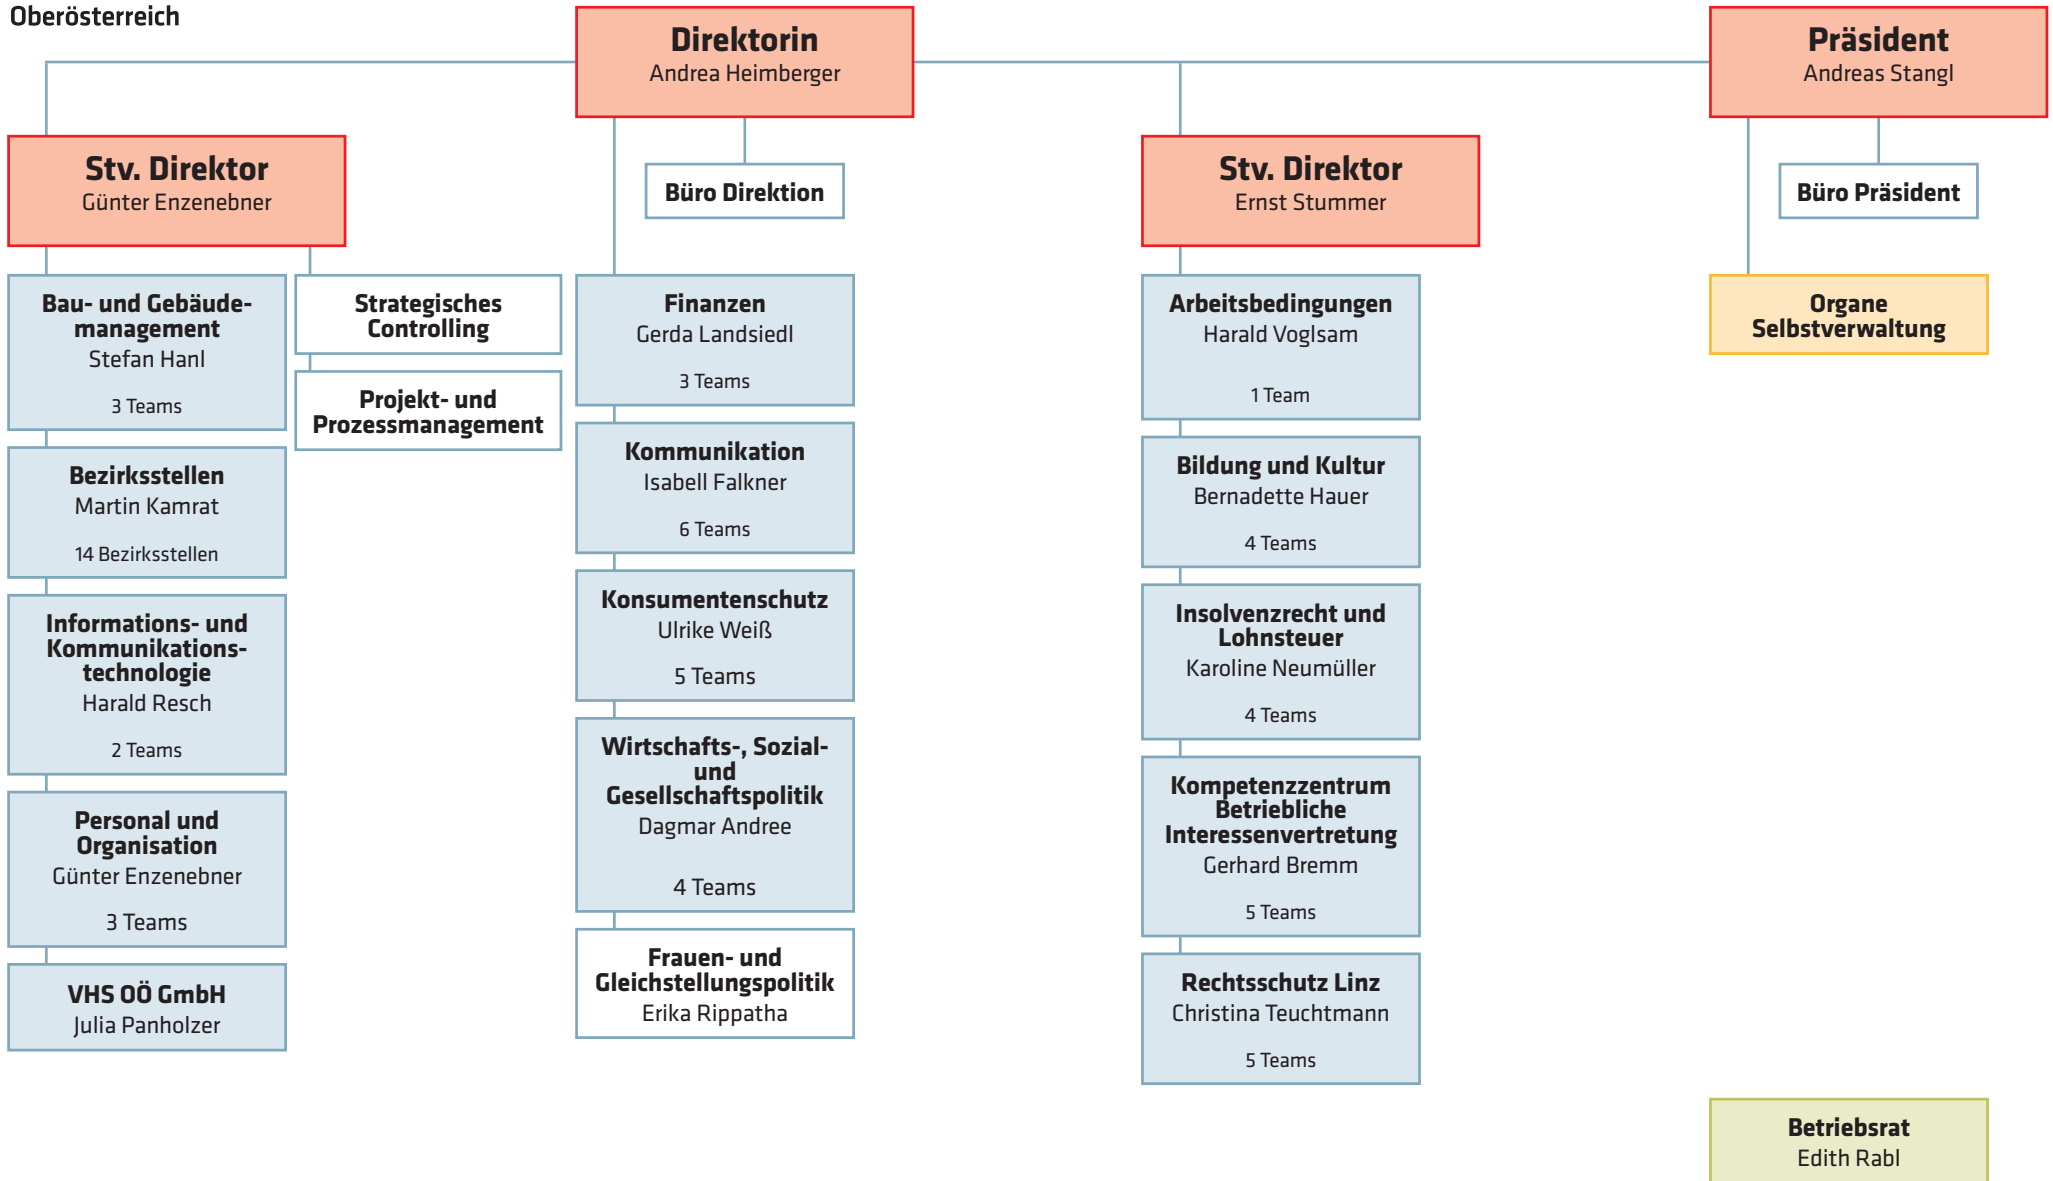 Oberösterreich
Direktorin
Andrea Heimberger
Präsident
Andreas Stangl
Stv. Direktor
Günter Enzenebner
Büro Direktion
Stv. Direktor
Ernst Stummer
Büro Präsident
Bau- und Gebäude-
management
Stefan Hanl
3 Teams
Bezirksstellen
Martin Kamrat
14 Bezirksstellen
Informations- und
Kommunikations-
technologie
Harald Resch
2 Teams
Personal und
Organisation
Günter Enzenebner
3 Teams
VHS OÖ GmbH
Julia Panholzer
Strategisches
Controlling
Projekt- und
Prozessmanagement
Finanzen
Gerda Landsiedl
3 Teams
Kommunikation
Isabell Falkner
6 Teams
Konsumentenschutz
Ulrike Weiß
5 Teams
Wirtschafts-, Sozial-
und
Gesellschaftspolitik
Dagmar Andree
4 Teams
Frauen- und
Gleichstellungspolitik
Erika Rippatha
Arbeitsbedingungen
Harald Voglsam
1 Team
Bildung und Kultur
Bernadette Hauer
4 Teams
Insolvenzrecht und
Lohnsteuer
Karoline Neumüller
4 Teams
Kompetenzzentrum
Betriebliche
Interessenvertretung
Gerhard Bremm
5 Teams
Rechtsschutz Linz
Christina Teuchtmann
5 Teams
Organe
Selbstverwaltung
Betriebsrat
Edith Rabl